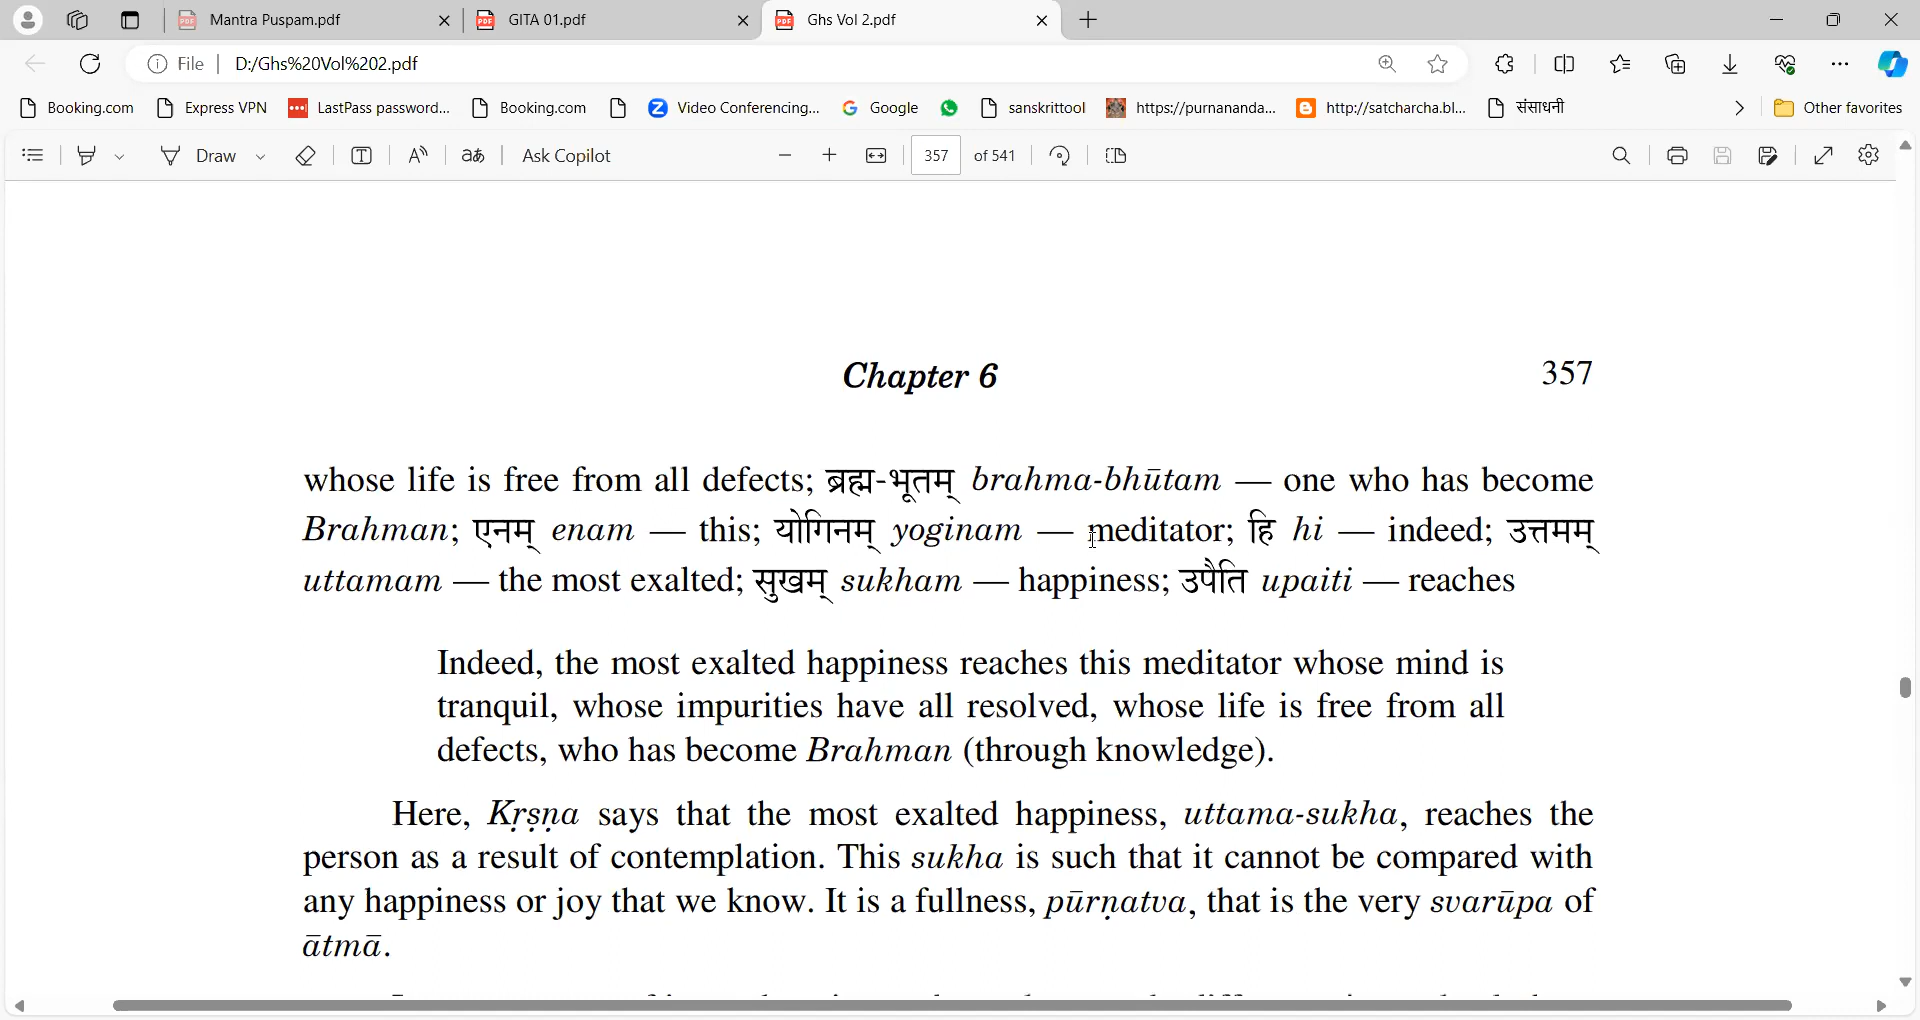 Mantra Puspam.pdf GITA 01.pdf Ghs Vol 2.pdf
File D:/Ghs%20Vol%202.pdf
Booking.com Express VPN LastPass password... Booking.com Video Conferencing... Google sanskrittool https://purnananda... http://satcharcha.bl... संसाधनी Other favorites
Draw Ask Copilot 357 of 541
Chapter 6 357
whose life is free from all defects; ब्रह्म-भूतम् brahma-bhūtam — one who has become
Brahman; एनम् enam — this; योगिनम् yoginam — meditator; हि hi — indeed; उत्तमम्
uttamam — the most exalted; सुखम् sukham — happiness; उपैति upaiti — reaches
Indeed, the most exalted happiness reaches this meditator whose mind is
tranquil, whose impurities have all resolved, whose life is free from all
defects, who has become Brahman (through knowledge).
Here, Kṛṣṇa says that the most exalted happiness, uttama-sukha, reaches the
person as a result of contemplation. This sukha is such that it cannot be compared with
any happiness or joy that we know. It is a fullness, pūrṇatva, that is the very svarūpa of
ātmā.